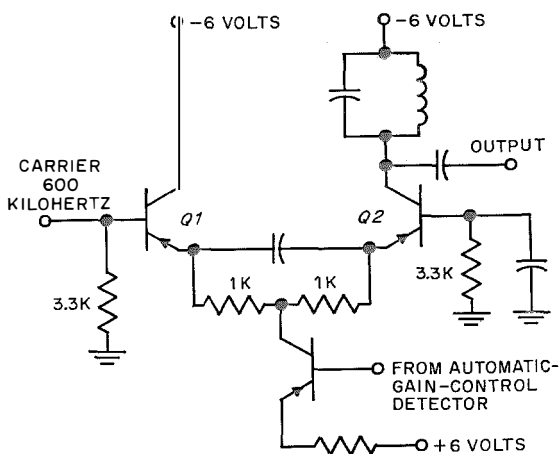 -6 VOLTS
-6 VOLTS
OUTPUT
CARRIER
600
KILOHERTZ
Q1
Q2
3.3K
1K
1K
3.3K
FROM AUTOMATIC-
GAIN-CONTROL
DETECTOR
+6 VOLTS